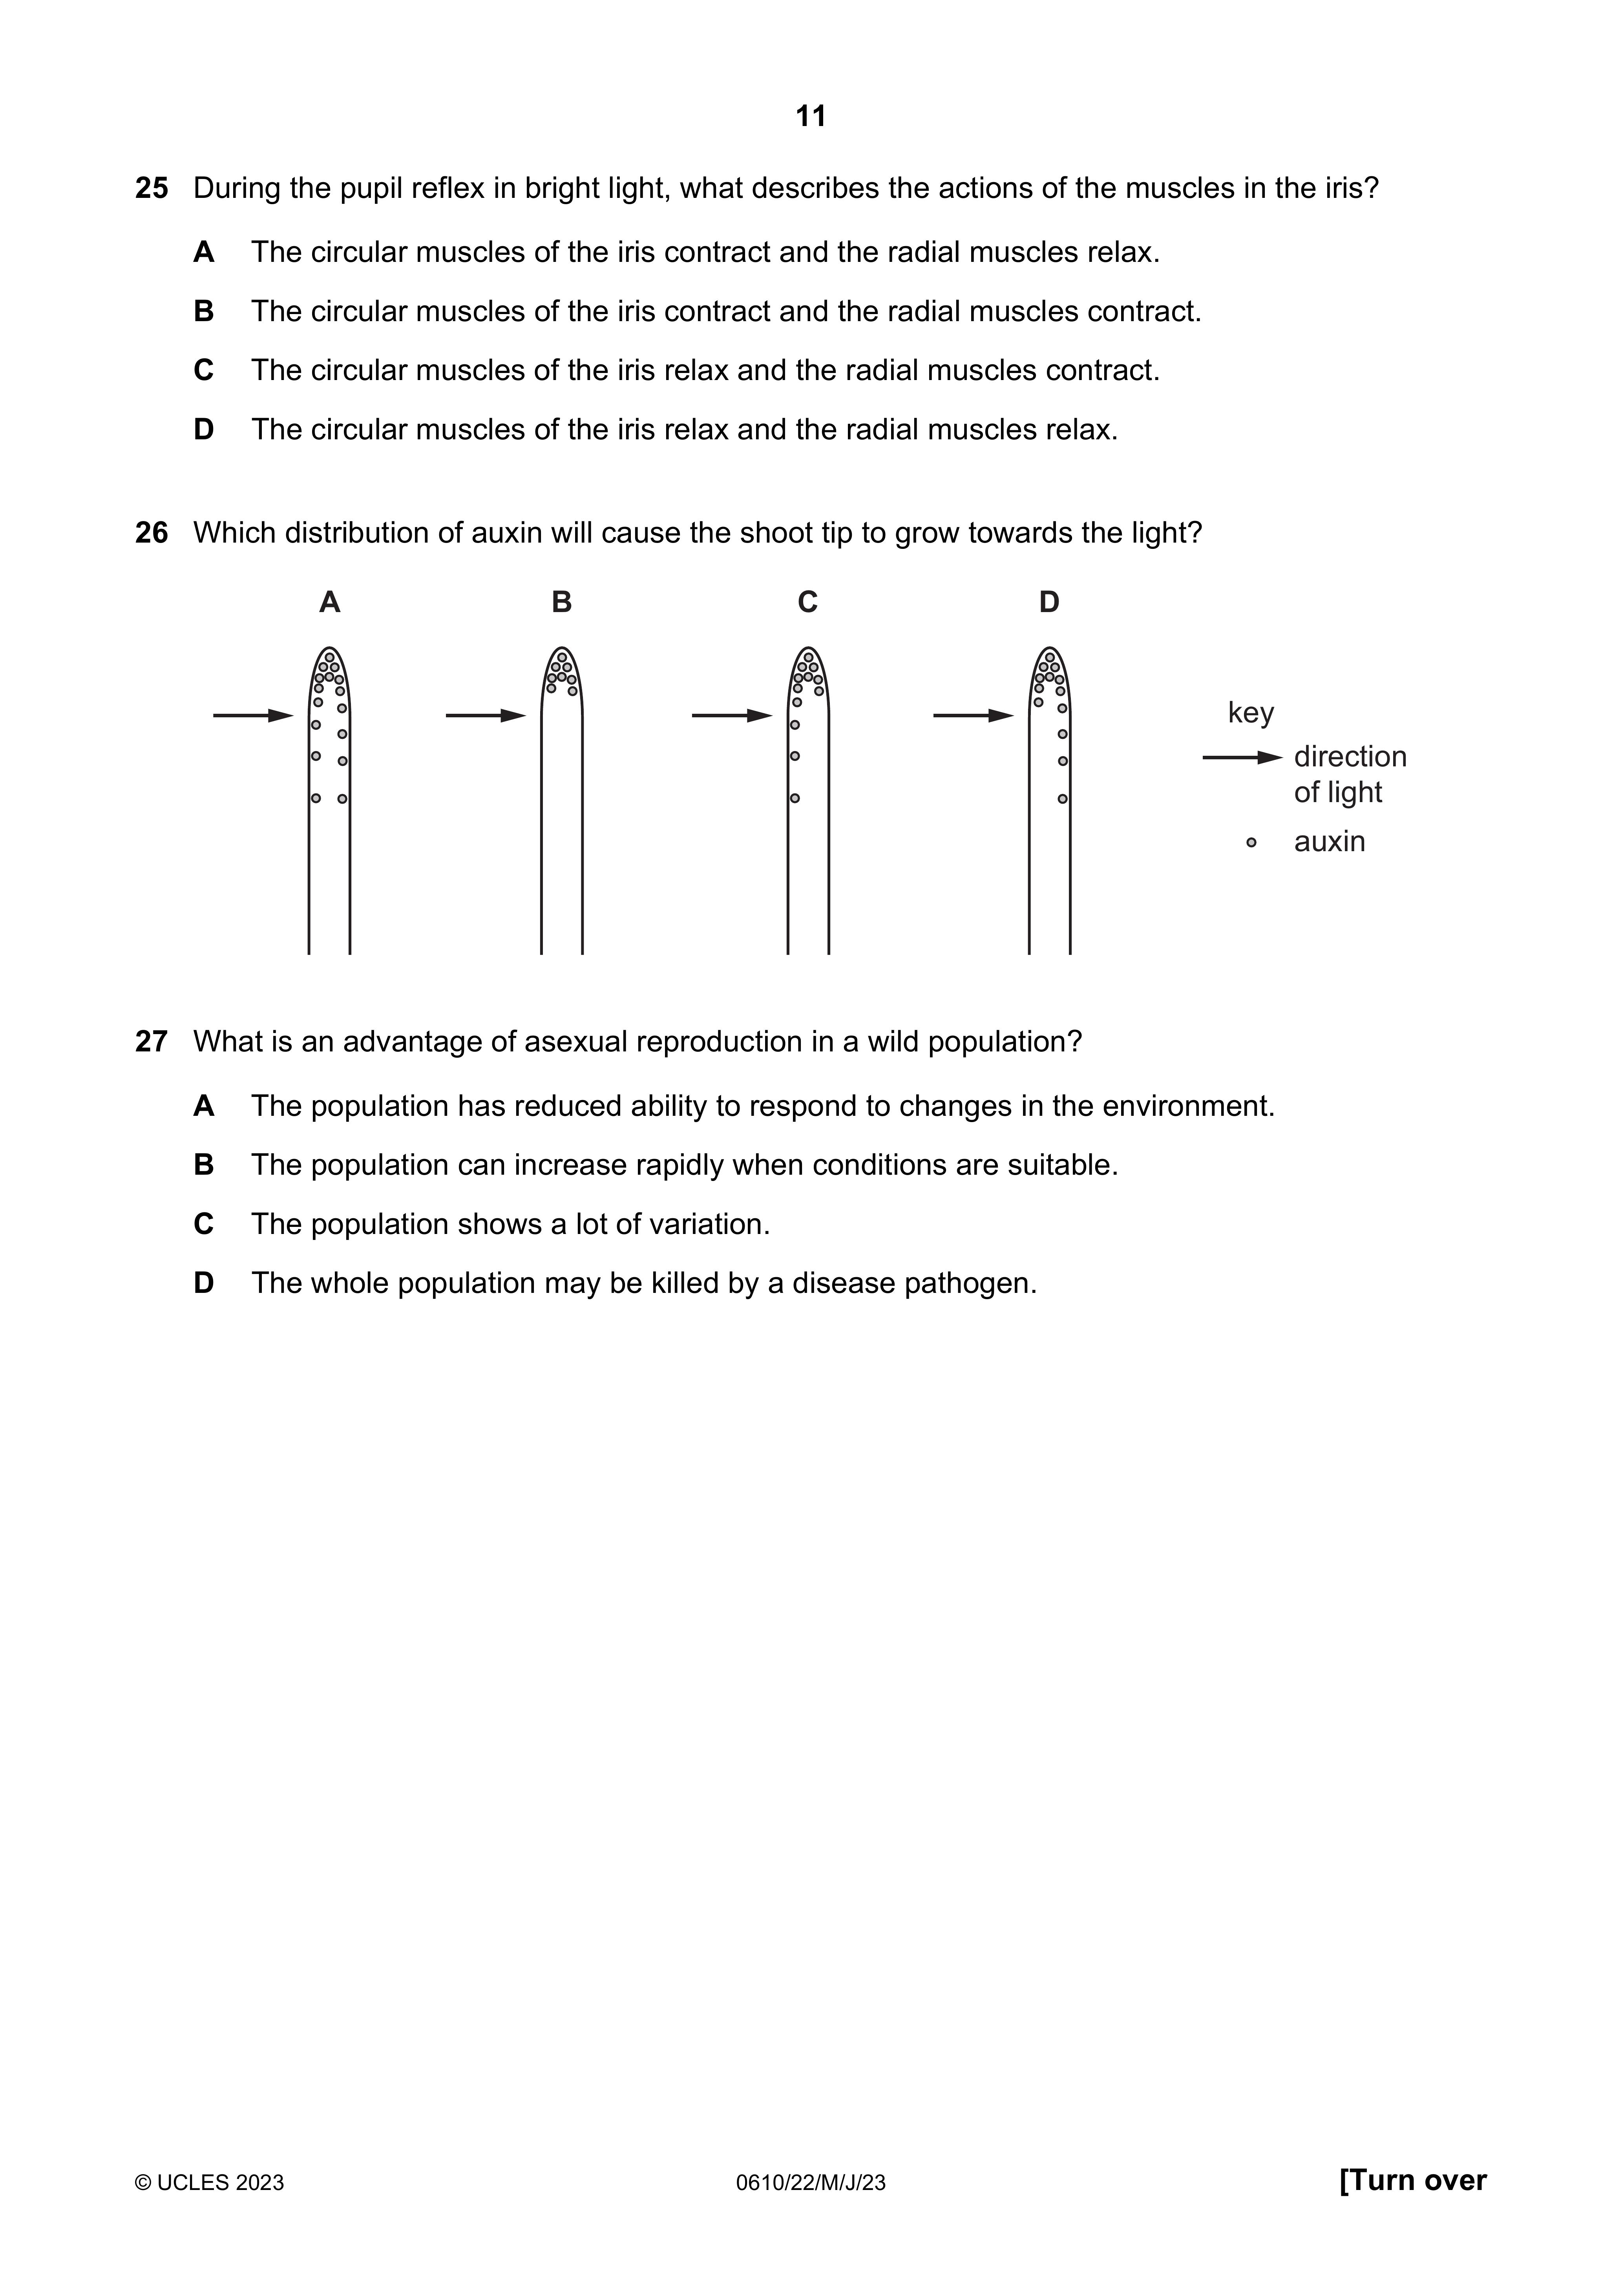 11
25 During the pupil reflex in bright light, what describes the actions of the muscles in the iris?
A The circular muscles of the iris contract and the radial muscles relax.
B The circular muscles of the iris contract and the radial muscles contract.
C The circular muscles of the iris relax and the radial muscles contract.
D The circular muscles of the iris relax and the radial muscles relax.
26 Which distribution of auxin will cause the shoot tip to grow towards the light?
A B C D
key
direction
of light
auxin
27 What is an advantage of asexual reproduction in a wild population?
A The population has reduced ability to respond to changes in the environment.
B The population can increase rapidly when conditions are suitable.
C The population shows a lot of variation.
D The whole population may be killed by a disease pathogen.
© UCLES 2023 0610/22/M/J/23 [Turn over